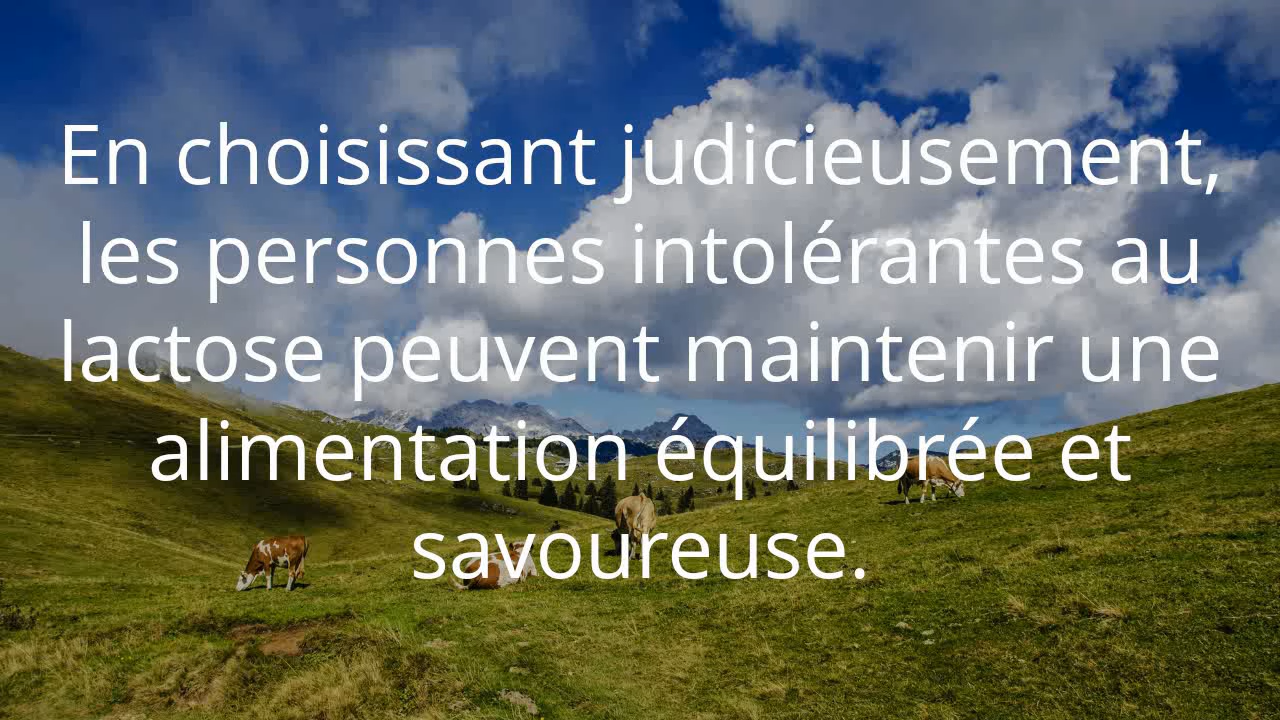 En choisissant judicieusement,
les personnes intolérantes au
lactose peuvent maintenir une
alimentation équilibrée et
savoureuse.